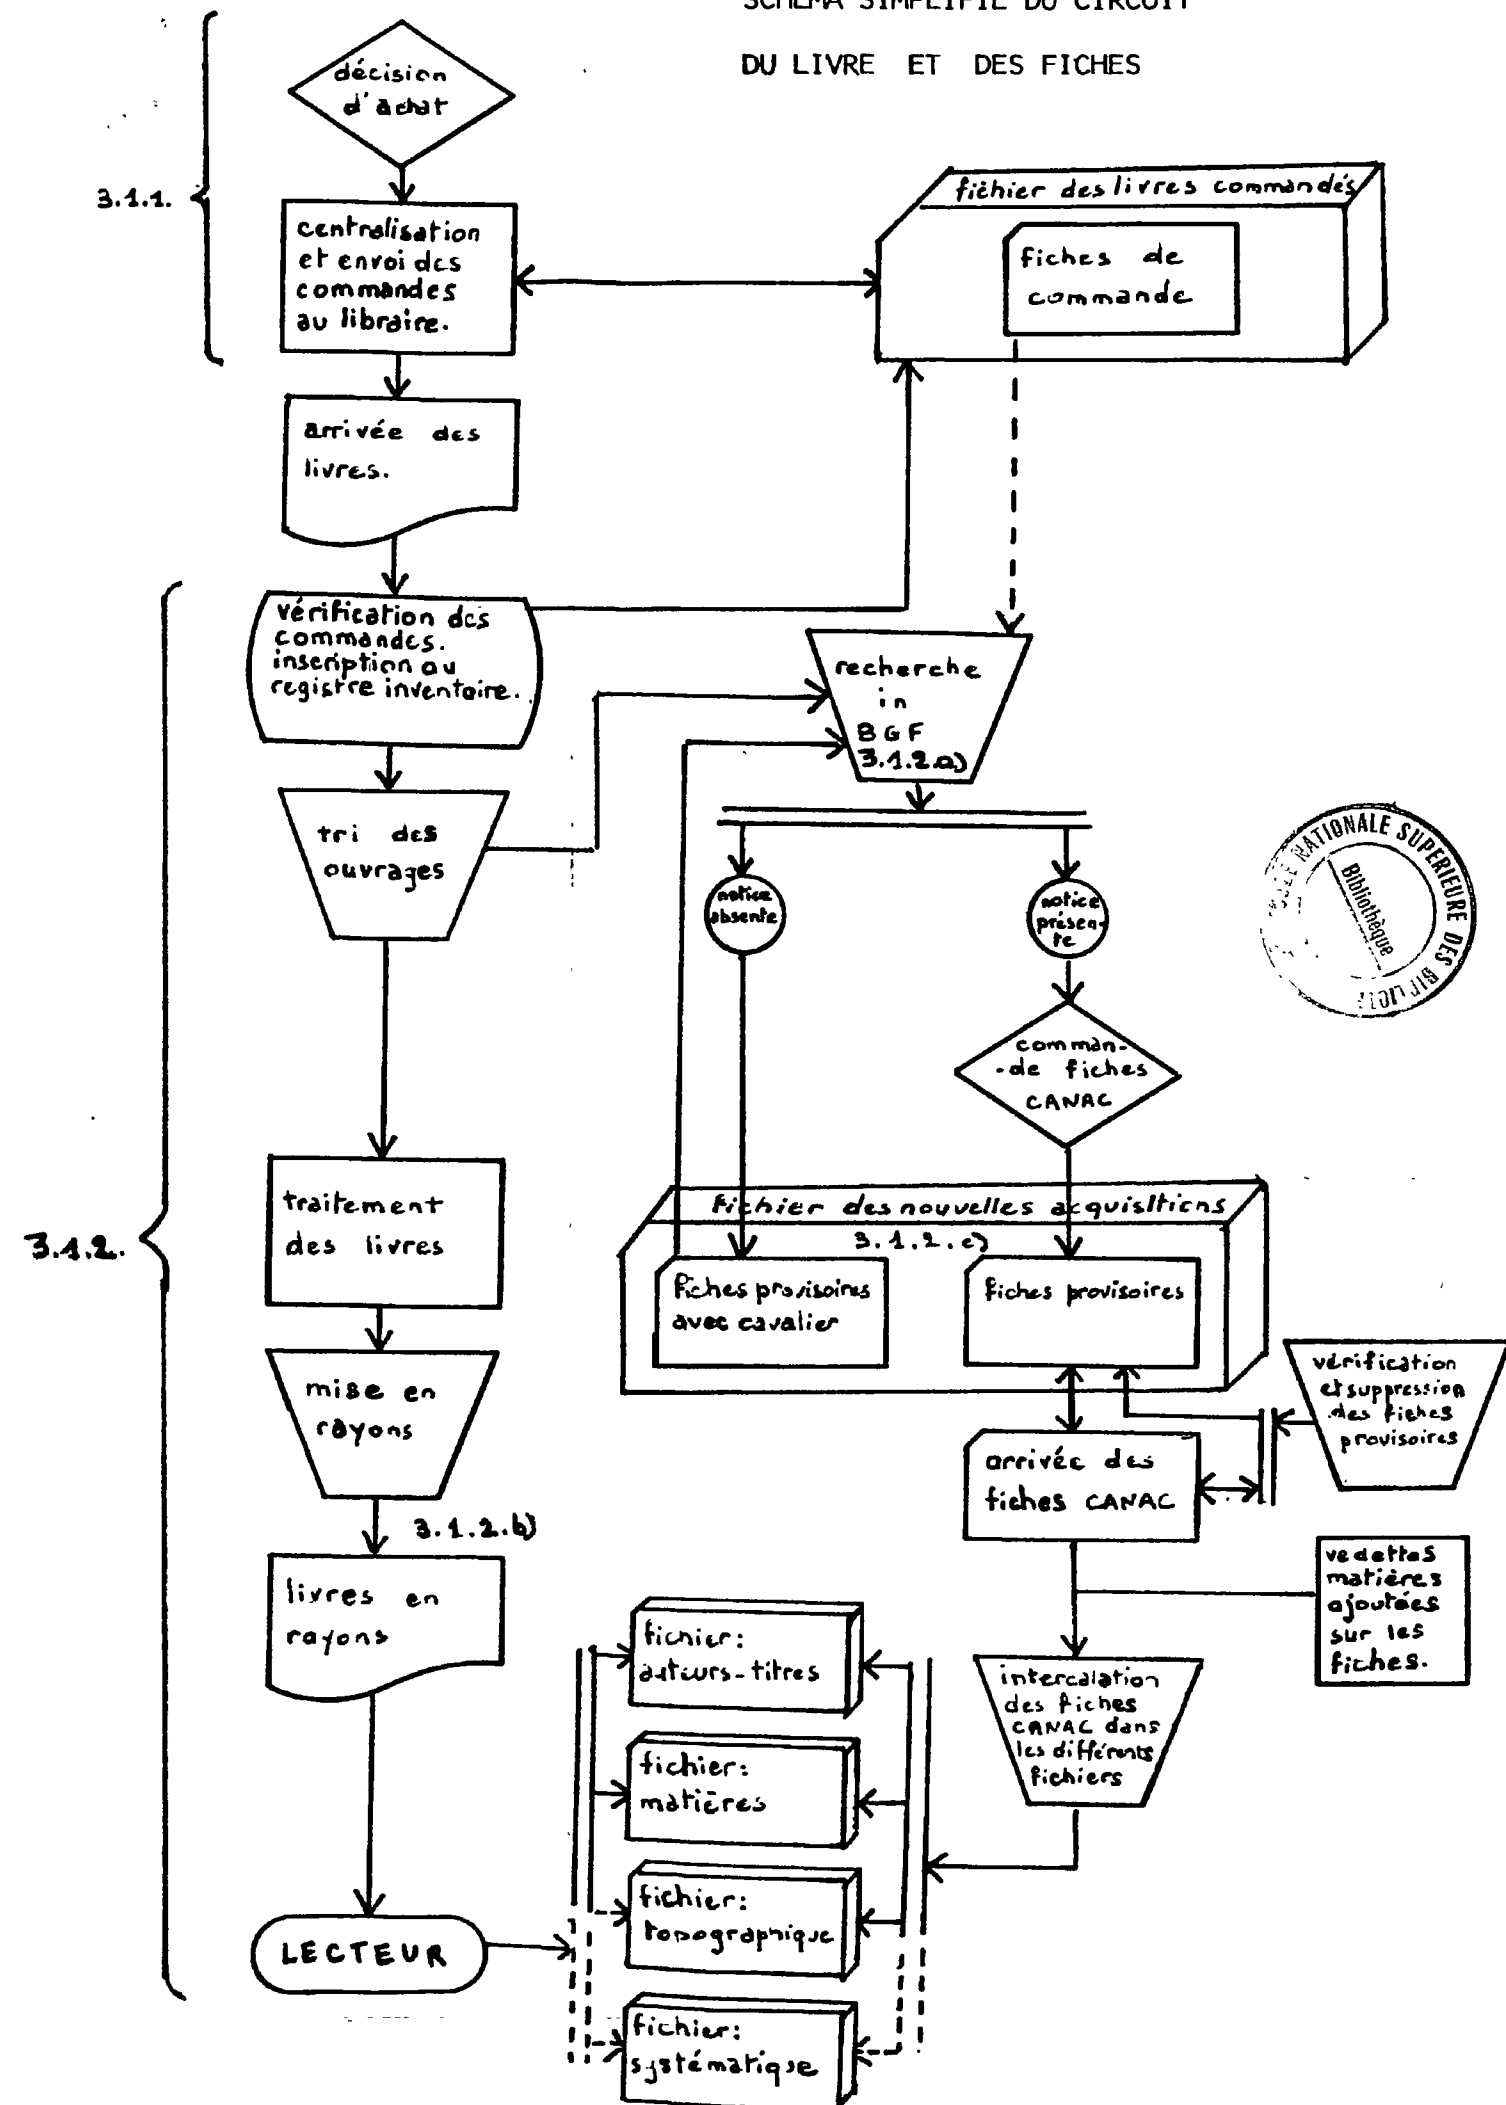 SCHEMA SIMPLIFIE DU CIRCUIT
DU LIVRE ET DES FICHES
décision
d'achat
3.1.1.
centralisation
et envoi des
commandes
au libraire.
fichier des livres commandés
fiches de
commande
arrivée des
livres.
vérification des
commandes.
inscription au
registre inventaire.
recherche
in
BGF
3.1.2.a)
tri des
ouvrages
notice
absente
notice
présen-
te
NATIONALE SUPERIEURE DES
Bibliothèque
comman-
-de fiches
CANAC
3.1.2.
traitement
des livres
fichier des nouvelles acquisitions
3.1.2.c)
fiches provisoires
avec cavalier
fiches provisoires
vérification
et suppression
des fiches
provisoires
mise en
rayons
arrivée des
fiches CANAC
3.1.2.b)
livres en
rayons
vedettes
matières
ajoutées
sur les
fiches.
fichier:
auteurs-titres
intercalation
des fiches
CANAC dans
les différents
fichiers
fichier:
matières
fichier:
topographique
LECTEUR
fichier:
systématique